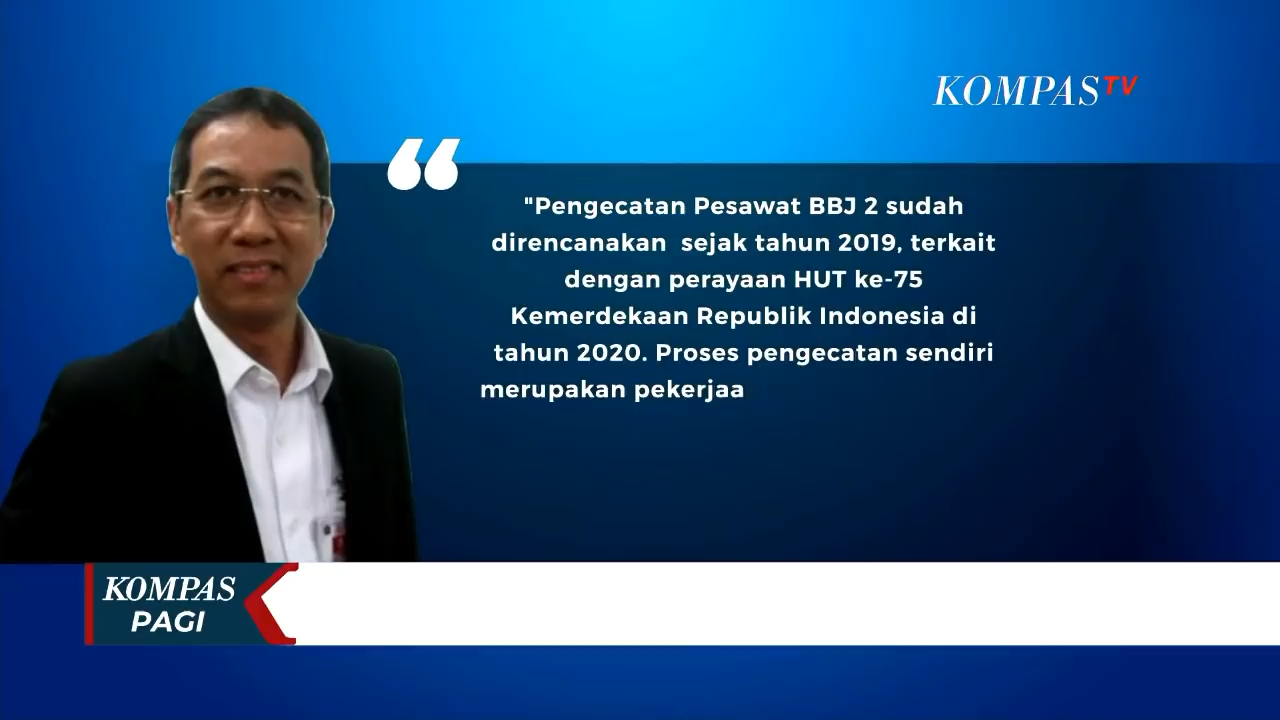 KOMPASTV
"Pengecatan Pesawat BBJ 2 sudah
direncanakan  sejak tahun 2019, terkait
dengan perayaan HUT ke-75
Kemerdekaan Republik Indonesia di
tahun 2020. Proses pengecatan sendiri
merupakan pekerjaa
KOMPAS
PAGI